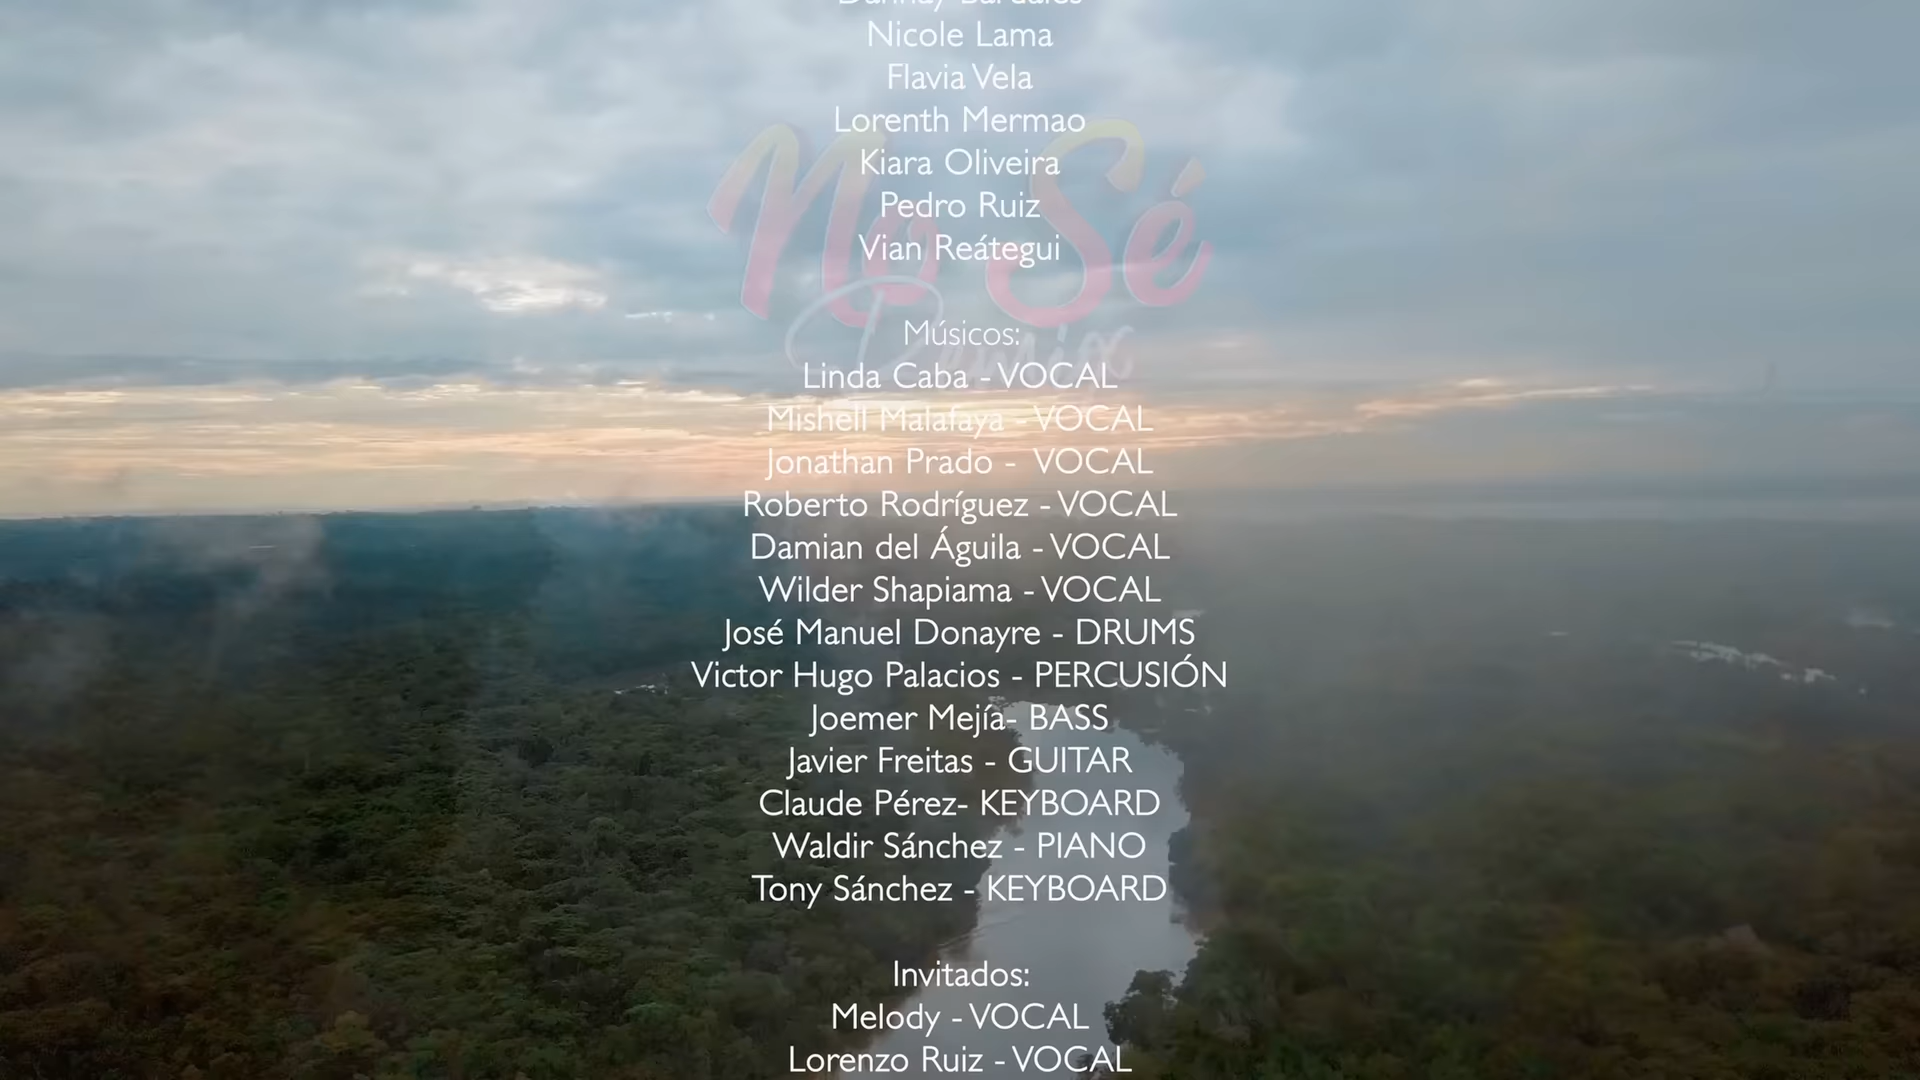 Nicole Lama
Flavia Vela
Lorenth Mermao
Kiara Oliveira
Pedro Ruiz
Vian Reátegui
No Sé
Remix
Músicos:
Linda Caba - VOCAL
Mishell Malafaya - VOCAL
Jonathan Prado - VOCAL
Roberto Rodríguez - VOCAL
Damian del Águila - VOCAL
Wilder Shapiama - VOCAL
José Manuel Donayre - DRUMS
Victor Hugo Palacios - PERCUSIÓN
Joemer Mejía- BASS
Javier Freitas - GUITAR
Claude Pérez- KEYBOARD
Waldir Sánchez - PIANO
Tony Sánchez - KEYBOARD
Invitados:
Melody - VOCAL
Lorenzo Ruiz - VOCAL